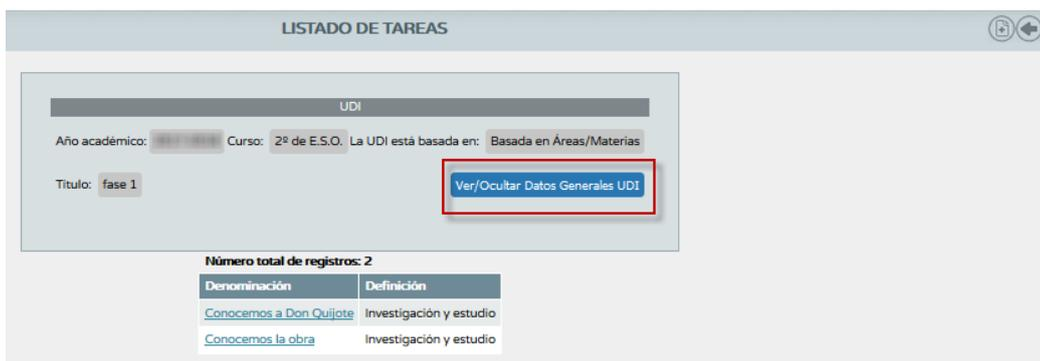 LISTADO DE TAREAS
UDI
Año académico: Curso: 2º de E.S.O. La UDI está basada en: Basada en Áreas/Materias
Título: fase 1 Ver/Ocultar Datos Generales UDI
Número total de registros: 2
Denominación Definición
Conocemos a Don Quijote Investigación y estudio
Conocemos la obra Investigación y estudio